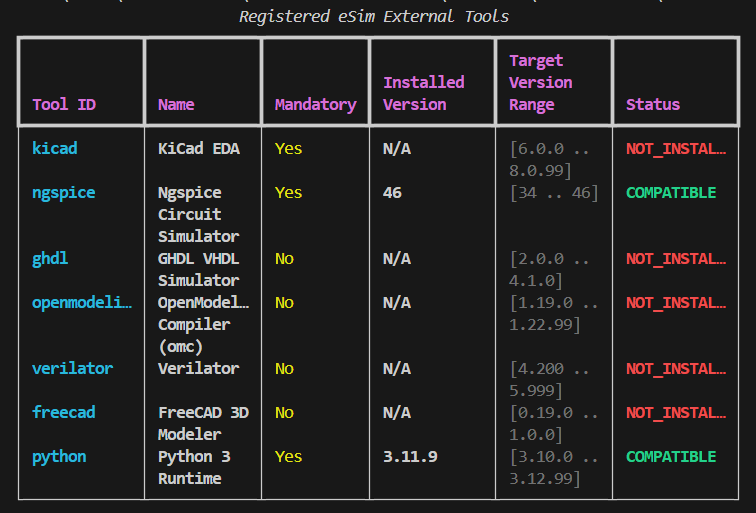 Registered eSim External Tools
Target
Installed Version
Tool ID Name Mandatory Version Range Status
kicad KiCad EDA Yes N/A [6.0.0 .. NOT_INSTAL…
8.0.99]
ngspice Ngspice Yes 46 [34 .. 46] COMPATIBLE
Circuit
Simulator
ghdl GHDL VHDL No N/A [2.0.0 .. NOT_INSTAL…
Simulator 4.1.0]
openmodeli… OpenModel… No N/A [1.19.0 .. NOT_INSTAL…
Compiler 1.22.99]
(omc)
verilator Verilator No N/A [4.200 .. NOT_INSTAL…
5.999]
freecad FreeCAD 3D No N/A [0.19.0 .. NOT_INSTAL…
Modeler 1.0.0]
python Python 3 Yes 3.11.9 [3.10.0 .. COMPATIBLE
Runtime 3.12.99]